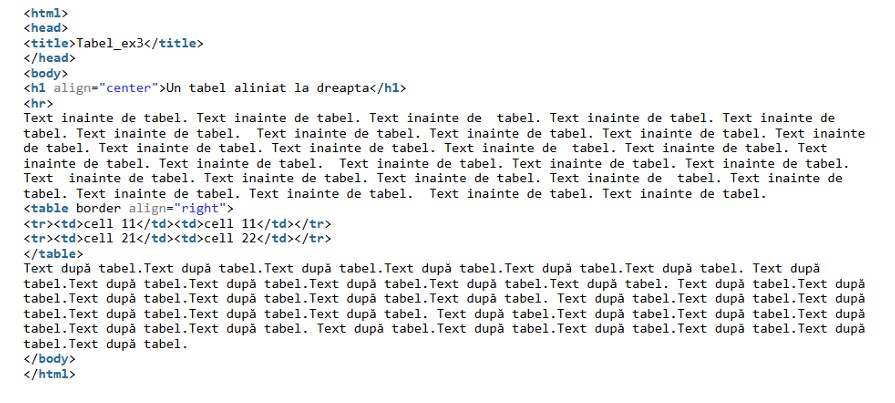 <html>
<head>
<title>Tabel_ex3</title>
</head>
<body>
<h1 align="center">Un tabel aliniat la dreapta</h1>
<hr>
Text inainte de tabel. Text inainte de tabel. Text inainte de  tabel. Text inainte de tabel. Text inainte de
tabel. Text inainte de tabel.  Text inainte de tabel. Text inainte de tabel. Text inainte de tabel. Text inainte
de tabel. Text inainte de tabel. Text inainte de tabel. Text inainte de  tabel. Text inainte de tabel. Text
inainte de tabel. Text inainte de tabel.  Text inainte de tabel. Text inainte de tabel. Text inainte de tabel.
Text  inainte de tabel. Text inainte de tabel. Text inainte de tabel. Text inainte de  tabel. Text inainte de
tabel. Text inainte de tabel. Text inainte de tabel.  Text inainte de tabel. Text inainte de tabel.
<table border align="right">
<tr><td>cell 11</td><td>cell 11</td></tr>
<tr><td>cell 21</td><td>cell 22</td></tr>
</table>
Text după tabel.Text după tabel.Text după tabel.Text după tabel.Text după tabel.Text după tabel. Text după
tabel.Text după tabel.Text după tabel.Text după tabel.Text după tabel.Text după tabel. Text după tabel.Text după
tabel.Text după tabel.Text după tabel.Text după tabel.Text după tabel. Text după tabel.Text după tabel.Text după
tabel.Text după tabel.Text după tabel.Text după tabel. Text după tabel.Text după tabel.Text după tabel.Text după
tabel.Text după tabel.Text după tabel. Text după tabel.Text după tabel.Text după tabel.Text după tabel.Text după
tabel.Text după tabel.
</body>
</html>